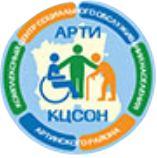 КОМПЛЕКСНЫЙ ЦЕНТР СОЦИАЛЬНОГО ОБСЛУЖИВАНИЯ НАСЕЛЕНИЯ
АРТИ
КЦСОН
АРТИНСКОГО РАЙОНА